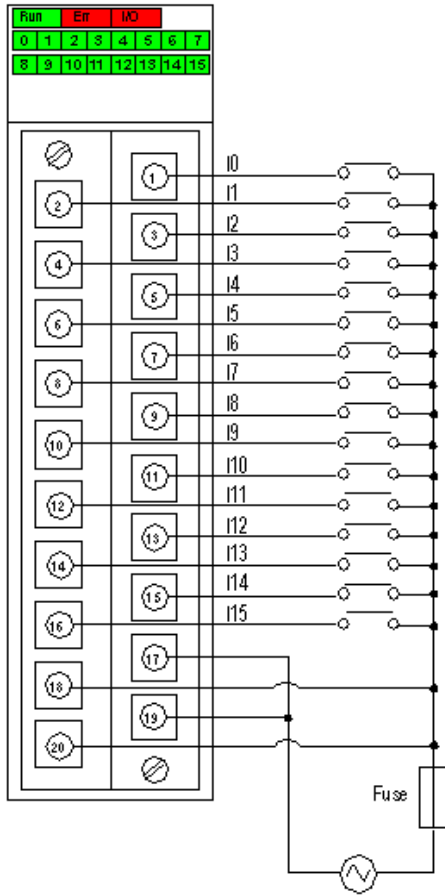 Run Err I/O
0 1 2 3 4 5 6 7
8 9 10 11 12 13 14 15
1 I0
2 I1
3 I2
4 I3
5 I4
6 I5
7 I6
8 I7
9 I8
10 I9
11 I10
12 I11
13 I12
14 I13
15 I14
16 I15
17
18
19
20
Fuse